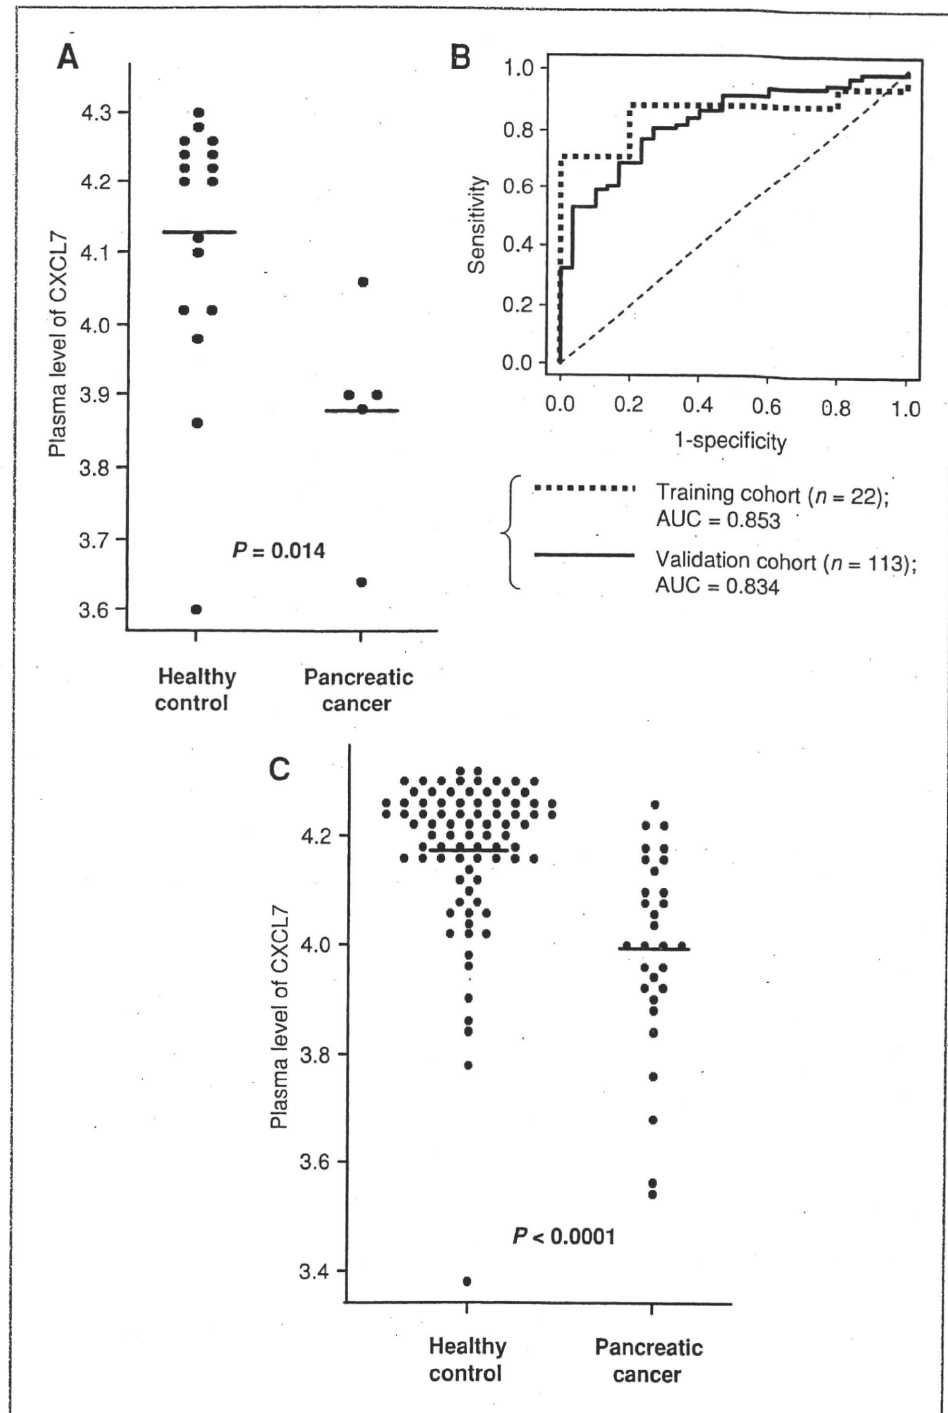 A
4.3
4.2
4.1
4.0
3.9
3.8
3.7
3.6
Plasma level of CXCL7
P = 0.014
Healthy
control
Pancreatic
cancer
B
1.0
0.8
0.6
0.4
0.2
0.0
Sensitivity
0.0 0.2 0.4 0.6 0.8 1.0
1-specificity
Training cohort (n = 22);
AUC = 0.853
Validation cohort (n = 113);
AUC = 0.834
C
4.2
4.0
3.8
3.6
3.4
Plasma level of CXCL7
P < 0.0001
Healthy
control
Pancreatic
cancer